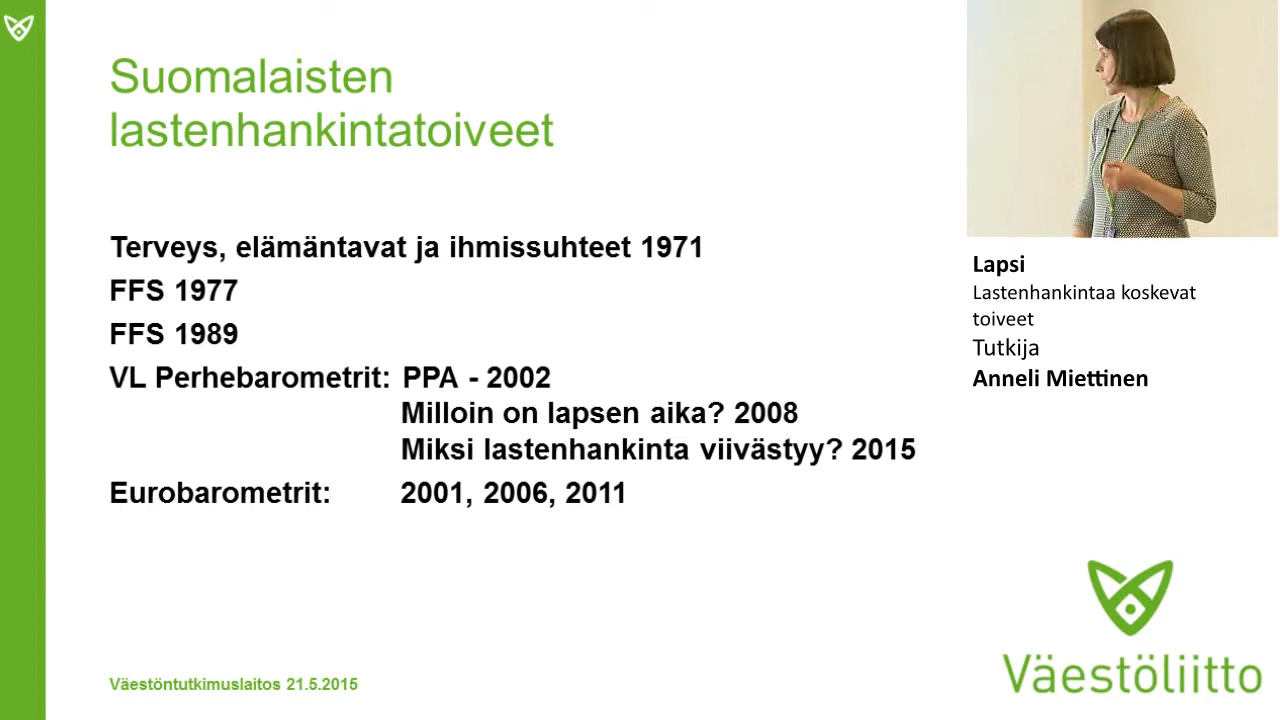 Suomalaisten
lastenhankintatoiveet
Terveys, elämäntavat ja ihmissuhteet 1971
FFS 1977
FFS 1989
VL Perhebarometrit: PPA - 2002
Milloin on lapsen aika? 2008
Miksi lastenhankinta viivästyy? 2015
Eurobarometrit: 2001, 2006, 2011
Väestöntutkimuslaitos 21.5.2015
Lapsi
Lastenhankintaa koskevat
toiveet
Tutkija
Anneli Miettinen
Väestöliitto